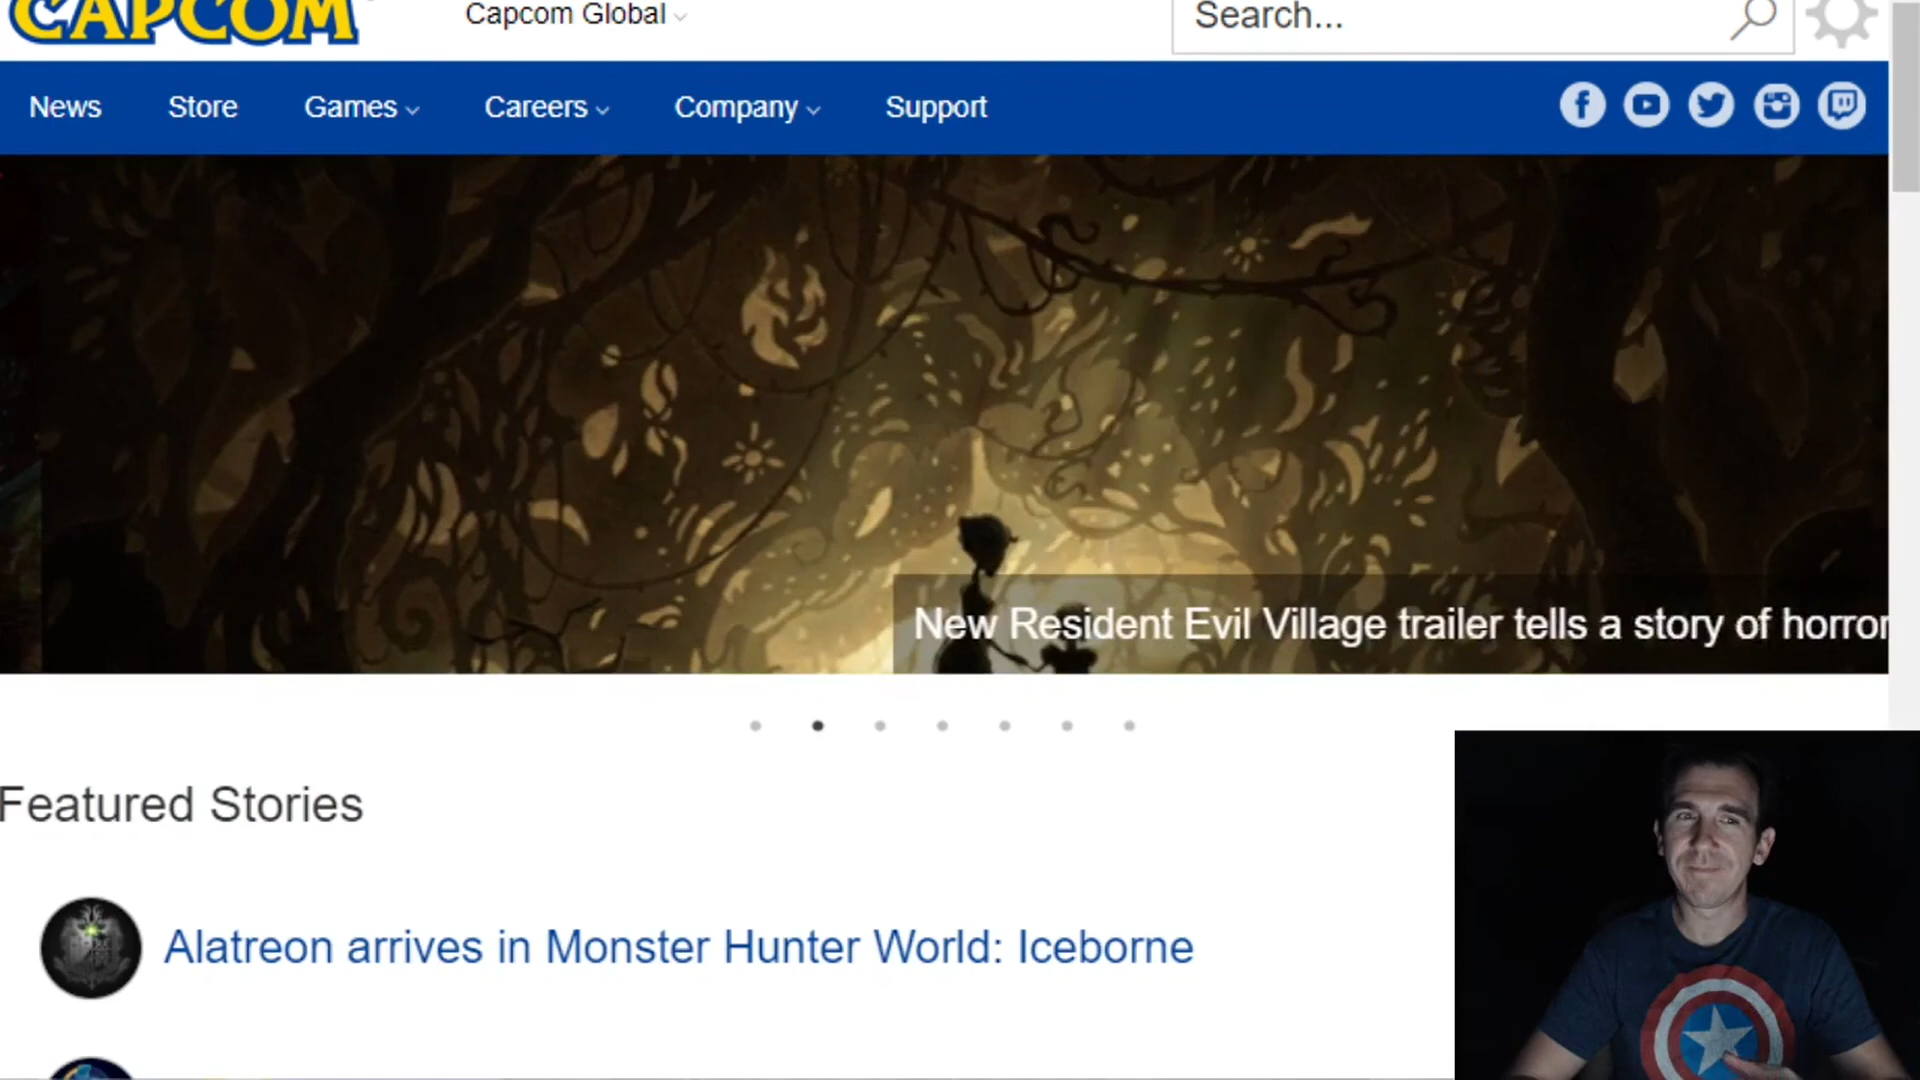 CAPCOM
Capcom Global
Search...
News Store Games Careers Company Support
New Resident Evil Village trailer tells a story of horror
Featured Stories
Alatreon arrives in Monster Hunter World: Iceborne